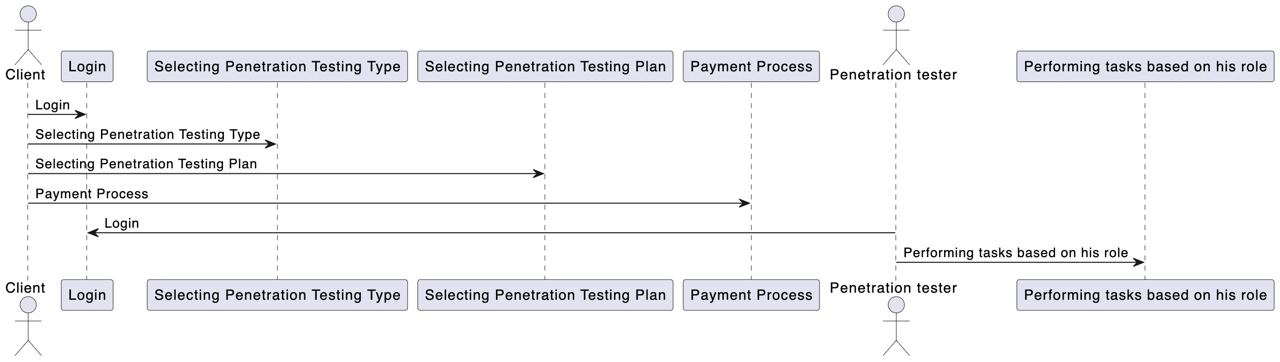 Client
Login
Selecting Penetration Testing Type
Selecting Penetration Testing Plan
Payment Process
Penetration tester
Performing tasks based on his role
Login
Selecting Penetration Testing Type
Selecting Penetration Testing Plan
Payment Process
Login
Performing tasks based on his role
Client
Login
Selecting Penetration Testing Type
Selecting Penetration Testing Plan
Payment Process
Penetration tester
Performing tasks based on his role